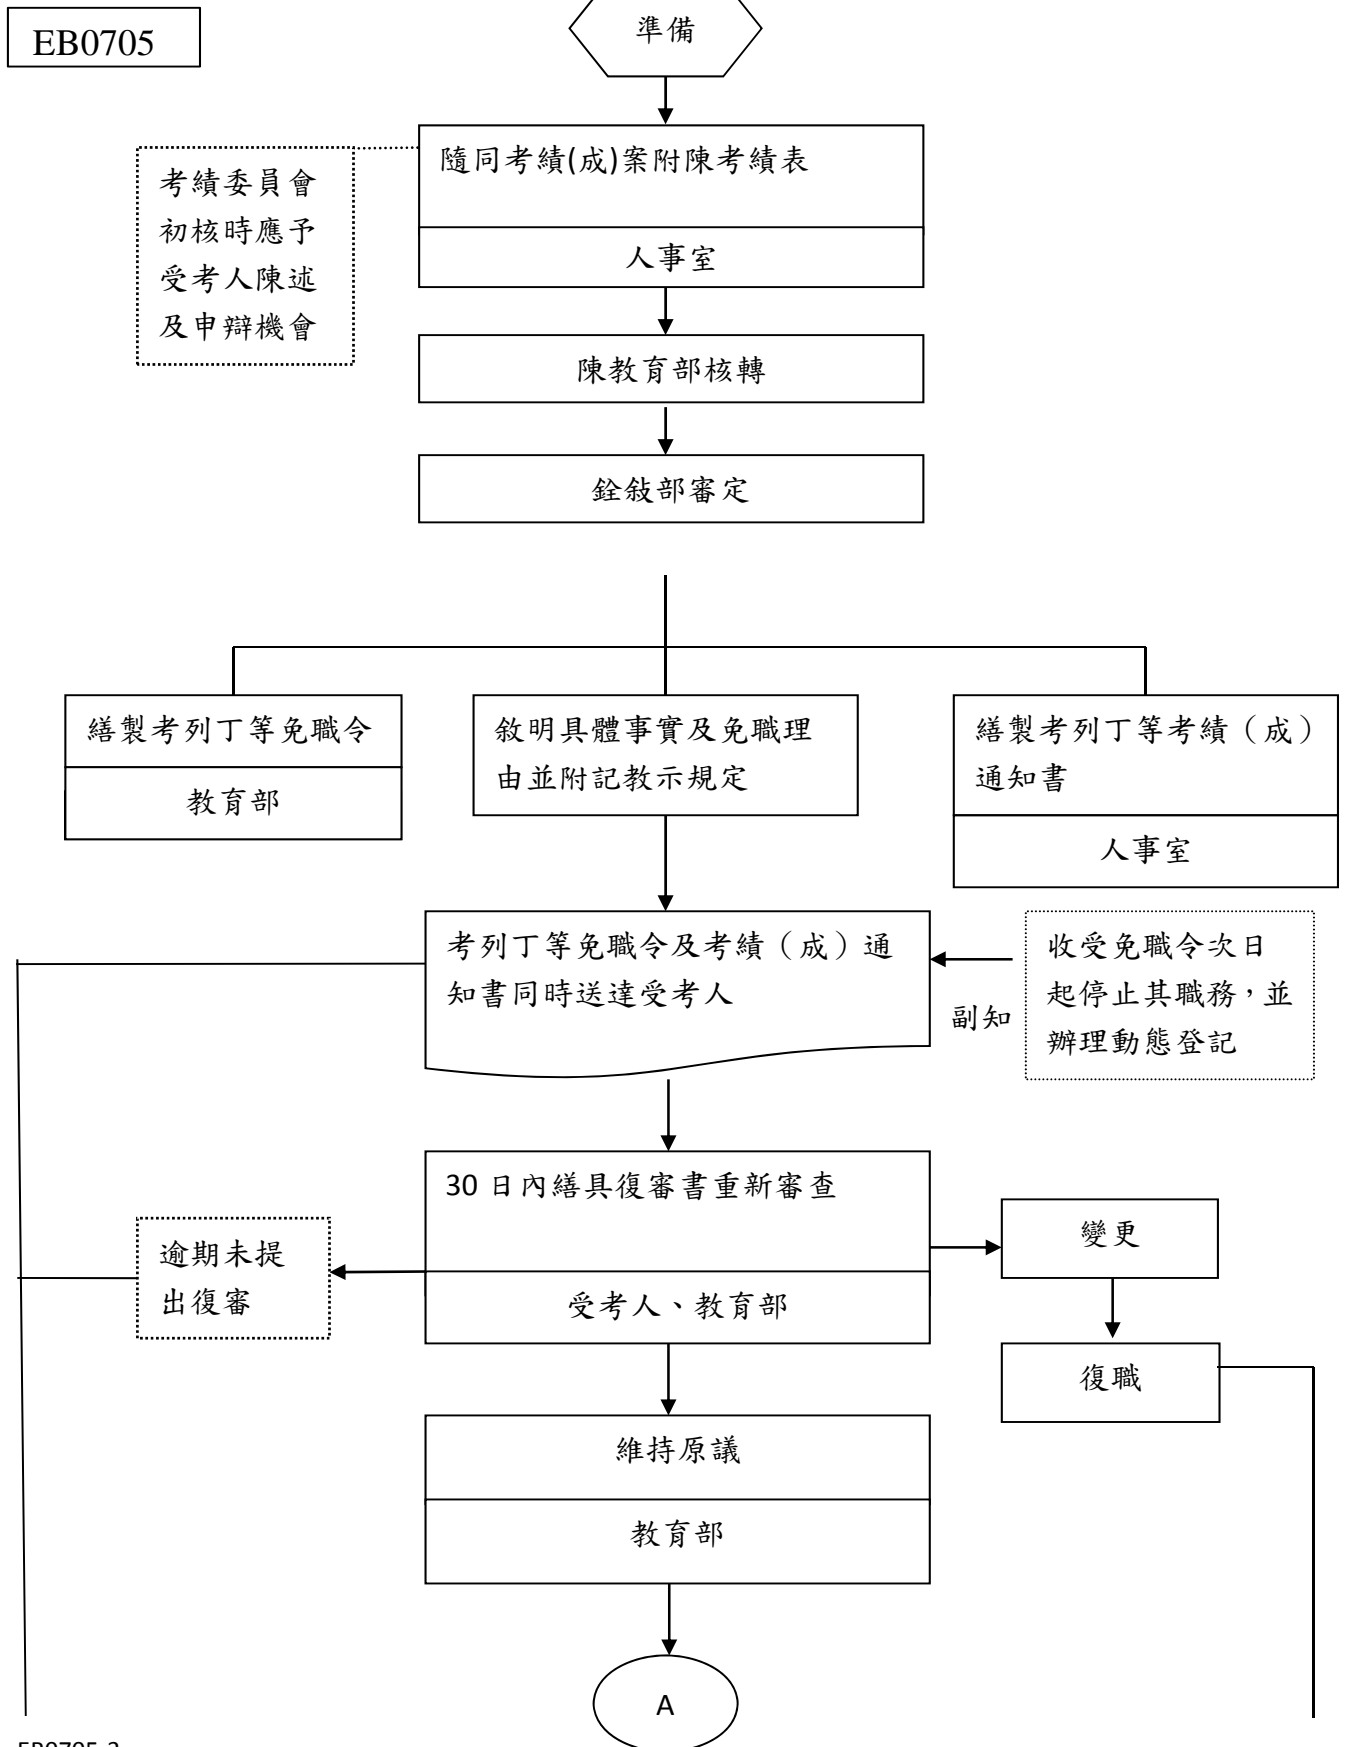 EB0705
準備
隨同考績(成)案附陳考績表
人事室
考績委員會
初核時應予
受考人陳述
及申辯機會
陳教育部核轉
銓敍部審定
繕製考列丁等免職令
教育部
敘明具體事實及免職理
由並附記教示規定
繕製考列丁等考績（成）
通知書
人事室
考列丁等免職令及考績（成）通
知書同時送達受考人
副知
收受免職令次日
起停止其職務，並
辦理動態登記
30 日內繕具復審書重新審查
受考人、教育部
逾期未提
出復審
變更
復職
維持原議
教育部
A
EB0705-2